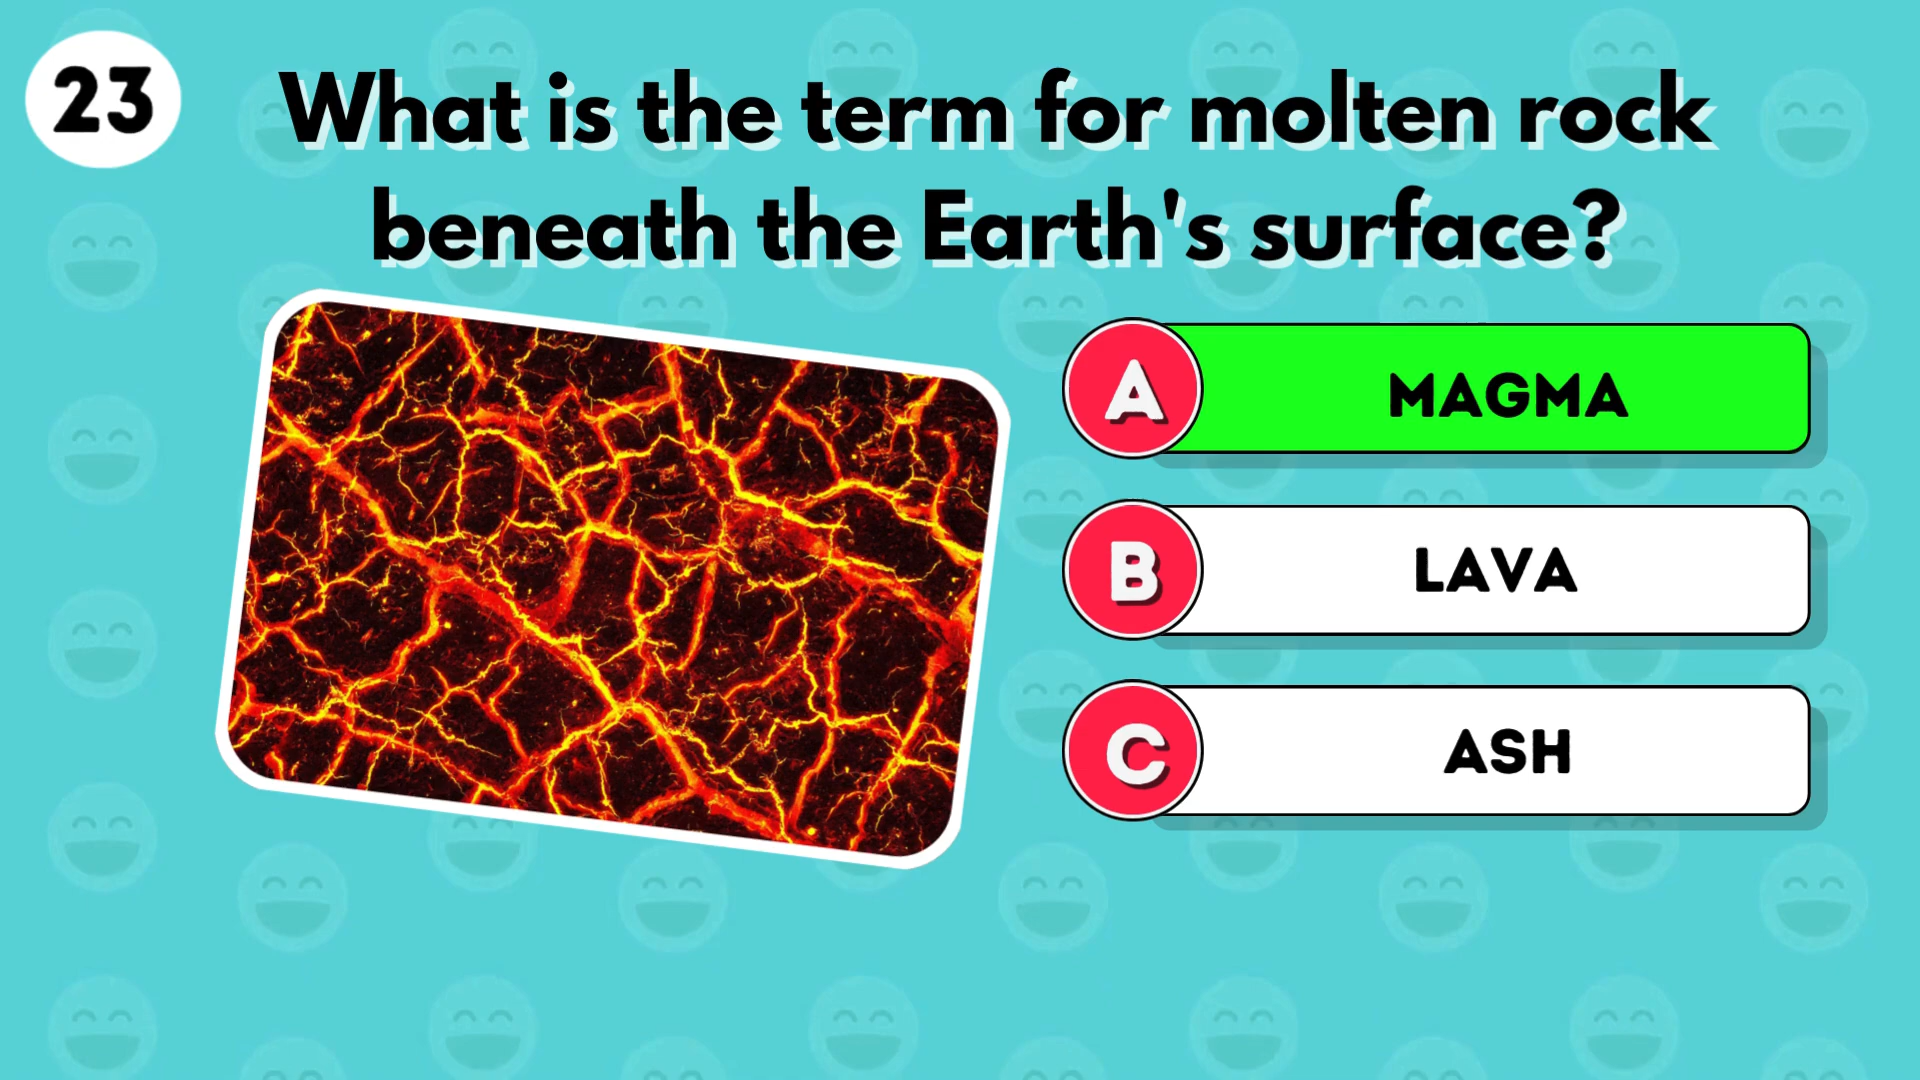 23
What is the term for molten rock
beneath the Earth's surface?
A MAGMA
B LAVA
C ASH